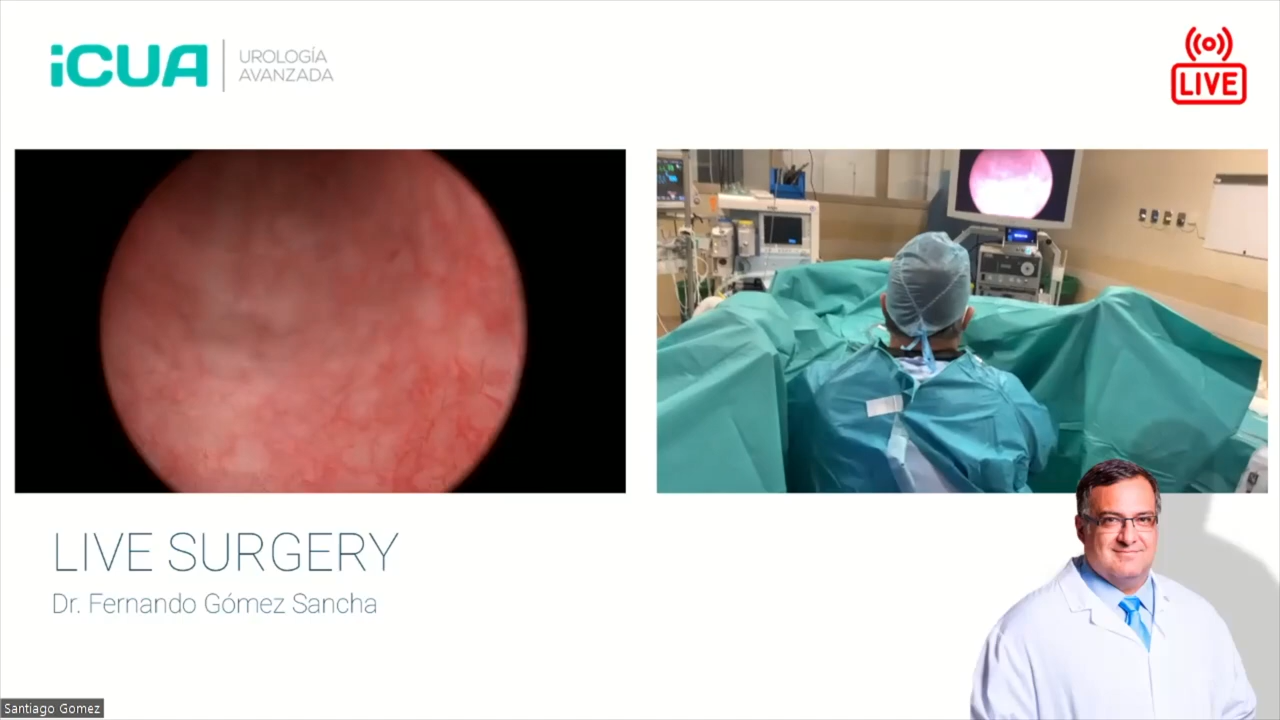 iCUA
UROLOGÍA
AVANZADA
LIVE
LIVE SURGERY
Dr. Fernando Gómez Sancha
Santiago Gomez